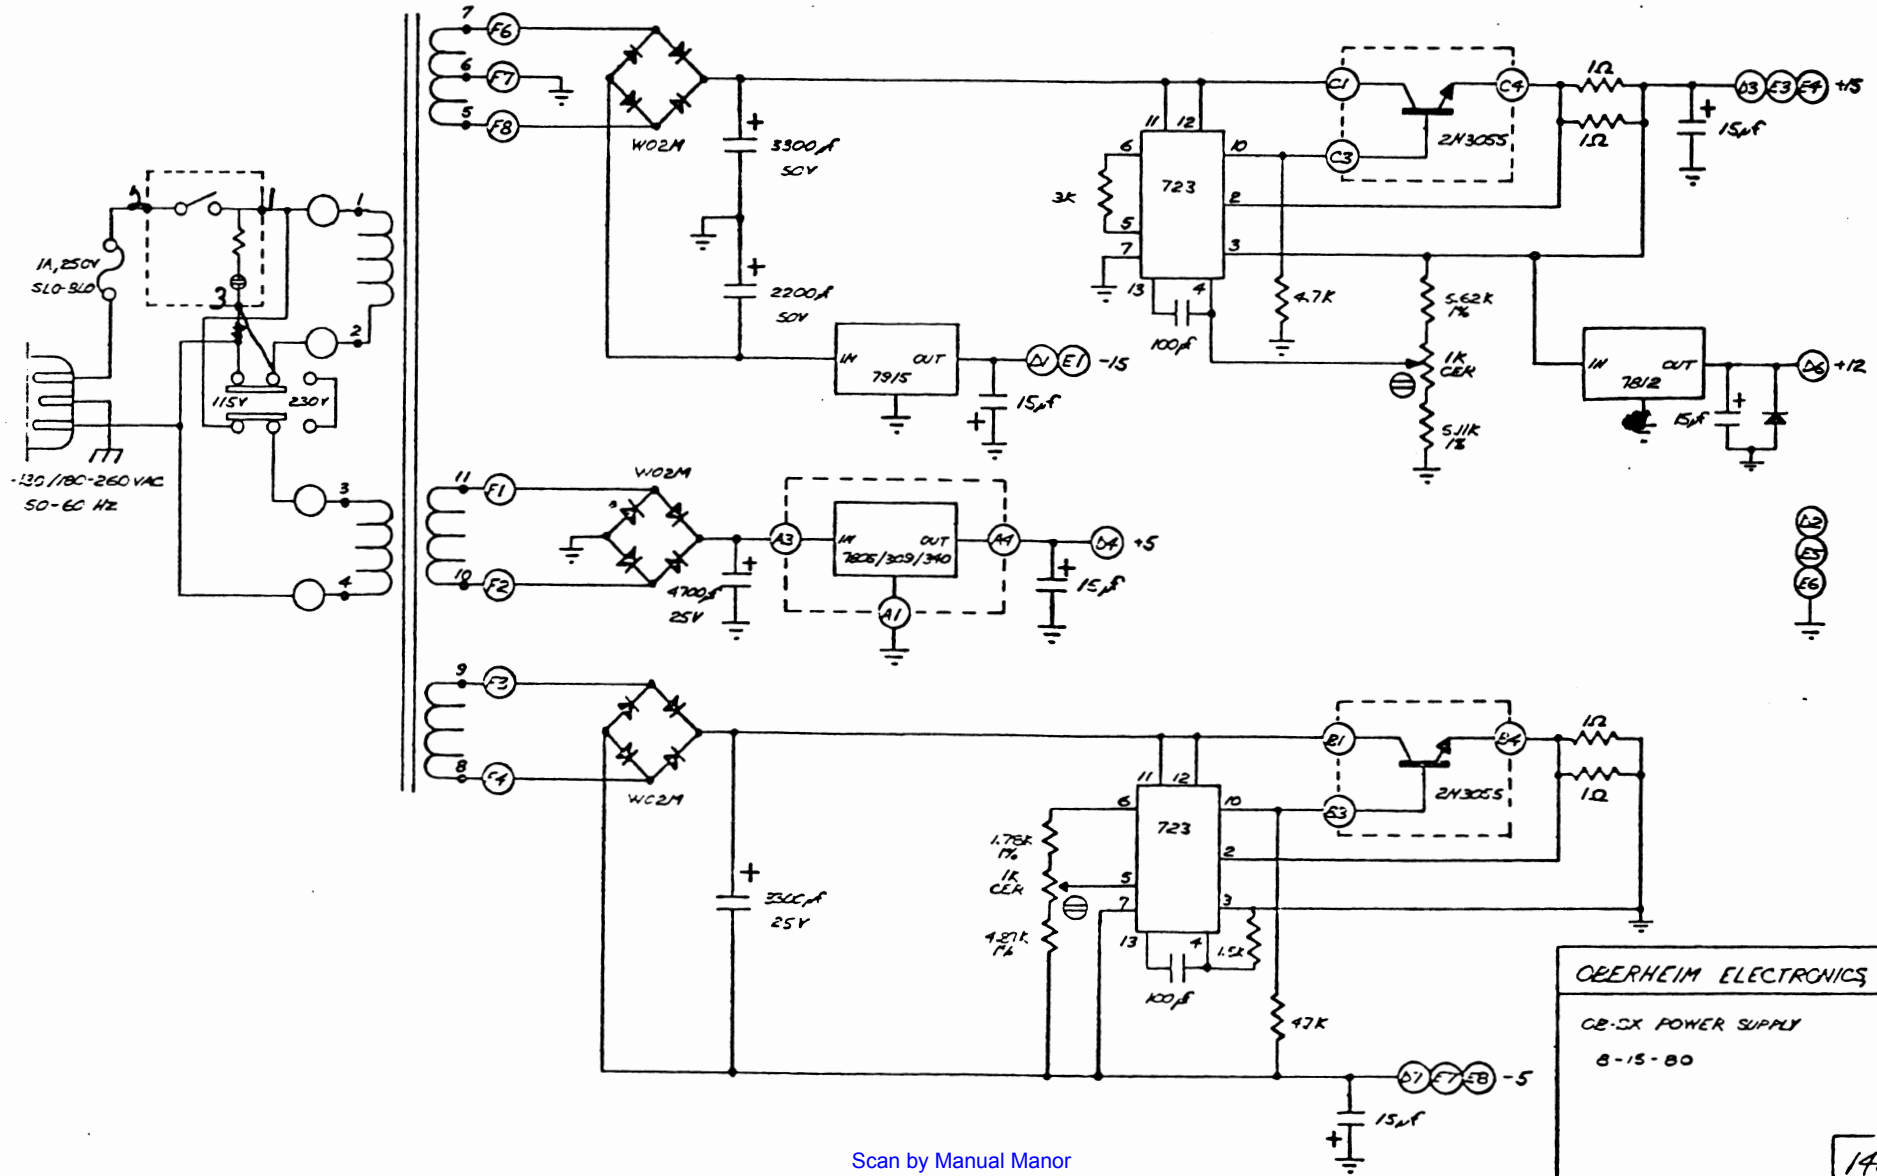 7
F6
6
F7
5
F8
W02M
+
3300µf
50V
+
2200µf
50V
IN OUT
7915
D1 E1 -15
15µf
+
11 12
6 10
723
3K
5 2
7 3
13 4
100pf
4.7K
C1
C4
C3
2N3055
1Ω
1Ω
+
15µf
D3 E3 E4 +15
5.62K
1%
1K
CER
5.11K
1%
IN OUT
7812
D6 +12
15µf
+
1
1A, 250V
SLO-BLO
3
2
115V 230V
3
4
-130/180-260 VAC
50-60 HZ
11
F1
10
F2
W02M
+
4700µf
25V
A3
IN OUT
7805/309/340
A4
A1
D4 +5
+
15µf
D2
E5
E6
9
F3
8
F4
W02M
+
3300µf
25V
11 12
6 10
723
5 2
7 3
13 4
100pf
1.78K
1%
1K
CER
4.87K
1%
1.5K
B1
B4
B3
2N3055
1Ω
1Ω
47K
D7 E7 E8 -5
15µf
+
OBERHEIM ELECTRONICS
OB-SX POWER SUPPLY
8-15-80
Scan by Manual Manor